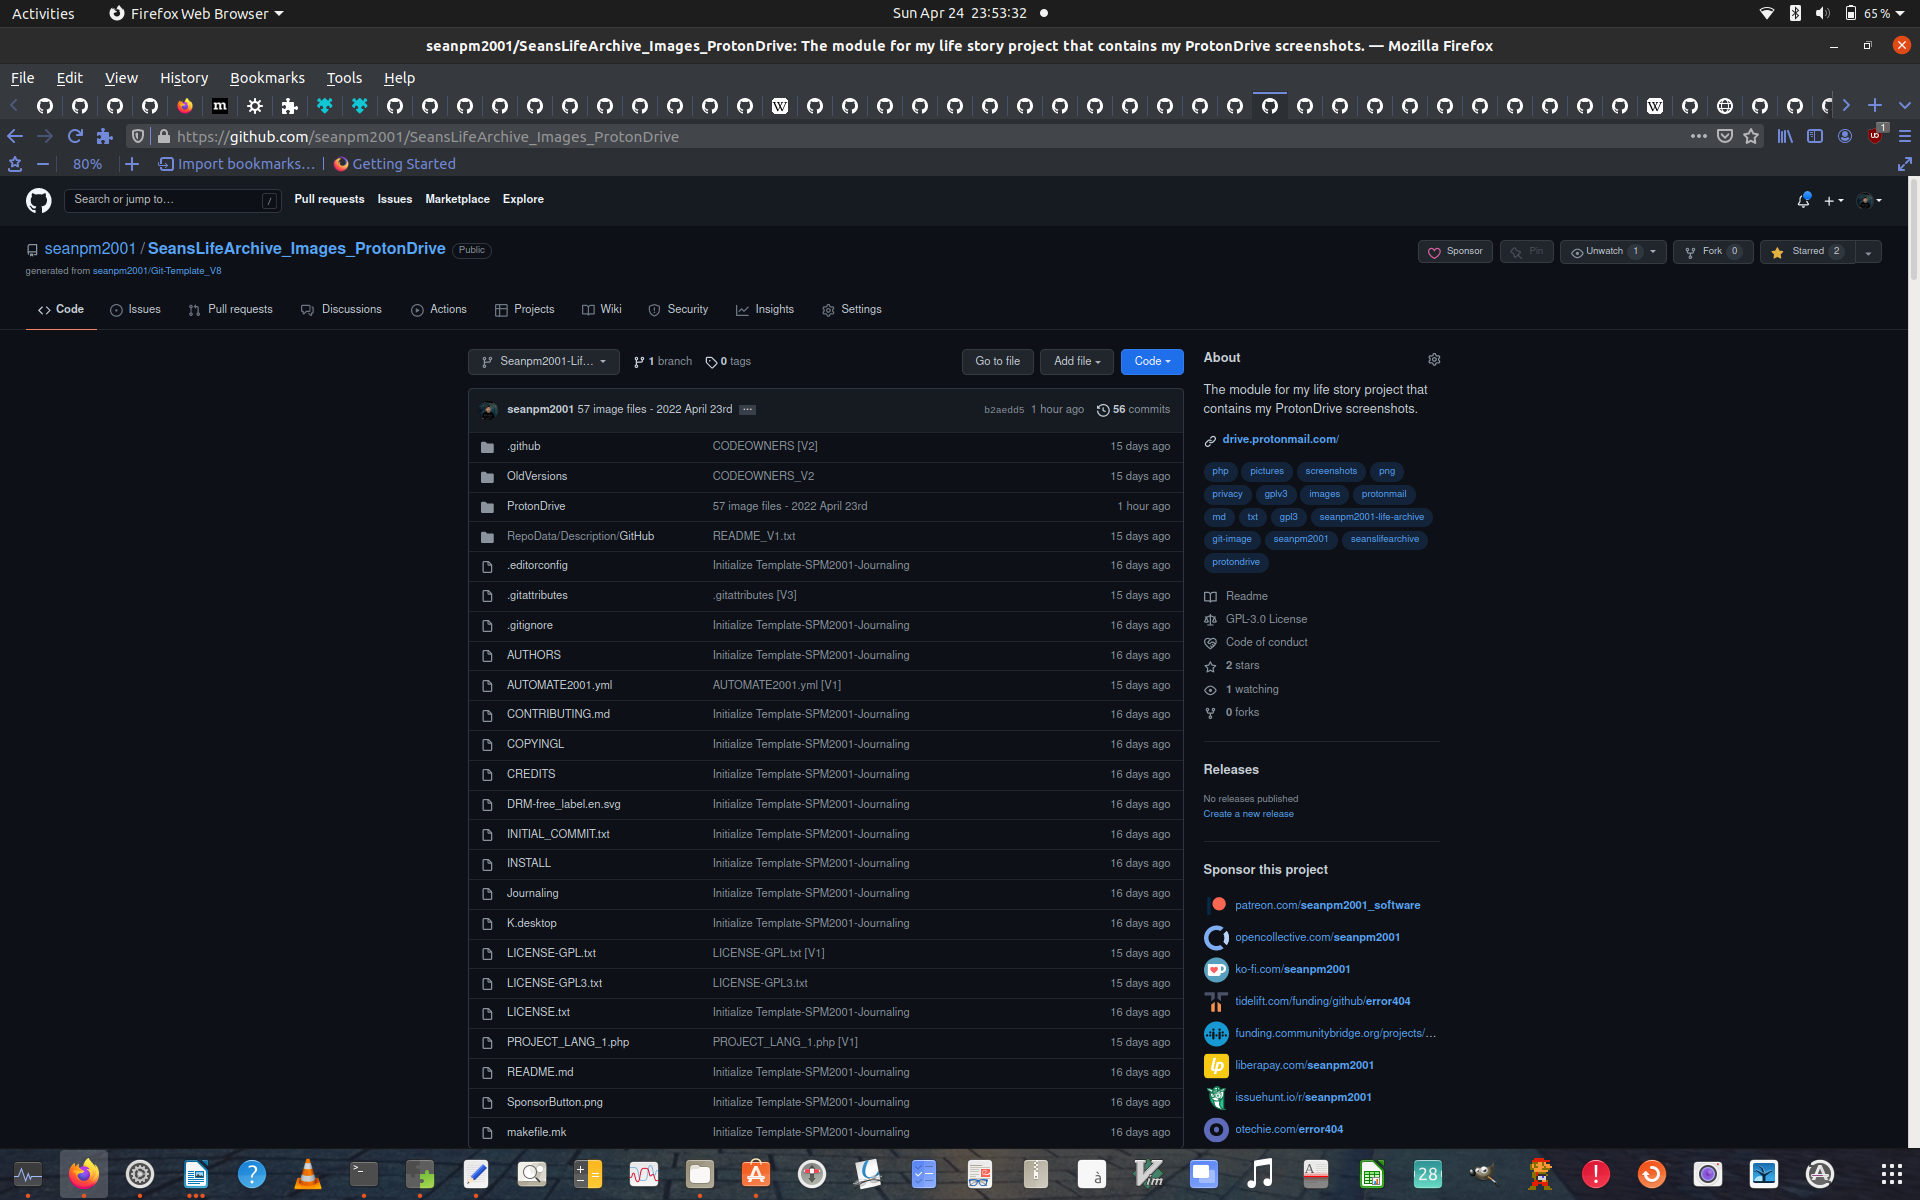 Activities Firefox Web Browser Sun Apr 24 23:53:32 65 %
seanpm2001/SeansLifeArchive_Images_ProtonDrive: The module for my life story project that contains my ProtonDrive screenshots. — Mozilla Firefox
File Edit View History Bookmarks Tools Help
https://github.com/seanpm2001/SeansLifeArchive_Images_ProtonDrive 1
80% Import bookmarks... Getting Started
Search or jump to... / Pull requests Issues Marketplace Explore
seanpm2001 / SeansLifeArchive_Images_ProtonDrive Public Sponsor Pin Unwatch 1 Fork 0 Starred 2
generated from seanpm2001/Git-Template_V8
Code Issues Pull requests Discussions Actions Projects Wiki Security Insights Settings
Seanpm2001-Lif... 1 branch 0 tags Go to file Add file Code
seanpm2001 57 image files - 2022 April 23rd b2aedd5 1 hour ago 56 commits
.github CODEOWNERS [V2] 15 days ago
OldVersions CODEOWNERS_V2 15 days ago
ProtonDrive 57 image files - 2022 April 23rd 1 hour ago
RepoData/Description/GitHub README_V1.txt 15 days ago
.editorconfig Initialize Template-SPM2001-Journaling 16 days ago
.gitattributes .gitattributes [V3] 15 days ago
.gitignore Initialize Template-SPM2001-Journaling 16 days ago
AUTHORS Initialize Template-SPM2001-Journaling 16 days ago
AUTOMATE2001.yml AUTOMATE2001.yml [V1] 15 days ago
CONTRIBUTING.md Initialize Template-SPM2001-Journaling 16 days ago
COPYINGL Initialize Template-SPM2001-Journaling 16 days ago
CREDITS Initialize Template-SPM2001-Journaling 16 days ago
DRM-free_label.en.svg Initialize Template-SPM2001-Journaling 16 days ago
INITIAL_COMMIT.txt Initialize Template-SPM2001-Journaling 16 days ago
INSTALL Initialize Template-SPM2001-Journaling 16 days ago
Journaling Initialize Template-SPM2001-Journaling 16 days ago
K.desktop Initialize Template-SPM2001-Journaling 16 days ago
LICENSE-GPL.txt LICENSE-GPL.txt [V1] 15 days ago
LICENSE-GPL3.txt LICENSE-GPL3.txt 15 days ago
LICENSE.txt Initialize Template-SPM2001-Journaling 16 days ago
PROJECT_LANG_1.php PROJECT_LANG_1.php [V1] 15 days ago
README.md Initialize Template-SPM2001-Journaling 16 days ago
SponsorButton.png Initialize Template-SPM2001-Journaling 16 days ago
makefile.mk Initialize Template-SPM2001-Journaling 16 days ago
About
The module for my life story project that
contains my ProtonDrive screenshots.
drive.protonmail.com/
php pictures screenshots png
privacy gplv3 images protonmail
md txt gpl3 seanpm2001-life-archive
git-image seanpm2001 seanslifearchive
protondrive
Readme
GPL-3.0 License
Code of conduct
2 stars
1 watching
0 forks
Releases
No releases published
Create a new release
Sponsor this project
patreon.com/seanpm2001_software
opencollective.com/seanpm2001
ko-fi.com/seanpm2001
tidelift.com/funding/github/error404
funding.communitybridge.org/projects/...
liberapay.com/seanpm2001
issuehunt.io/r/seanpm2001
otechie.com/error404
28